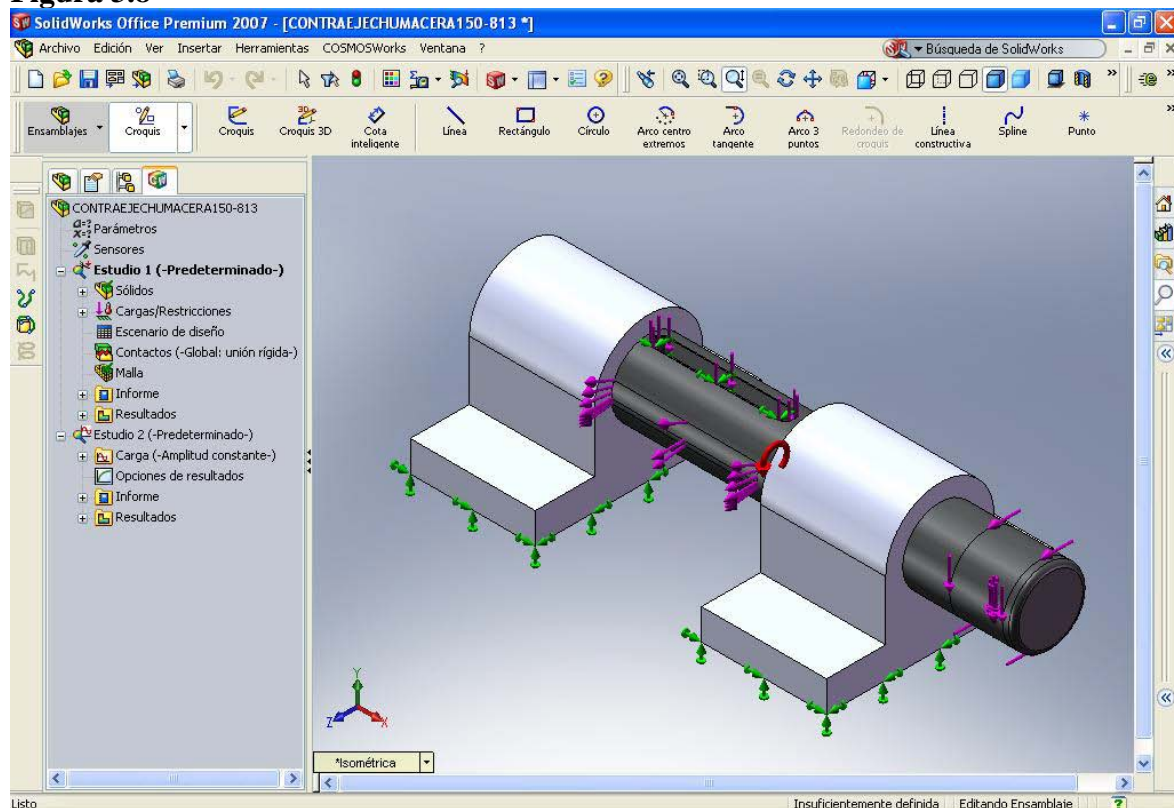 Figura 5.8
SolidWorks Office Premium 2007 - [CONTRAEJECHUMACERA150-813 *]
Archivo Edición Ver Insertar Herramientas COSMOSWorks Ventana ?
Búsqueda de SolidWorks
Ensamblajes
Croquis
Croquis
Croquis 3D
Cota inteligente
Línea
Rectángulo
Círculo
Arco centro extremos
Arco tangente
Arco 3 puntos
Redondeo de croquis
Línea constructiva
Spline
Punto
CONTRAEJECHUMACERA150-813
Parámetros
Sensores
Estudio 1 (-Predeterminado-)
Sólidos
Cargas/Restricciones
Escenario de diseño
Contactos (-Global: unión rígida-)
Malla
Informe
Resultados
Estudio 2 (-Predeterminado-)
Carga (-Amplitud constante-)
Opciones de resultados
Informe
Resultados
Y
Z
X
*Isométrica
Listo
Insuficientemente definida
Editando Ensamblaje